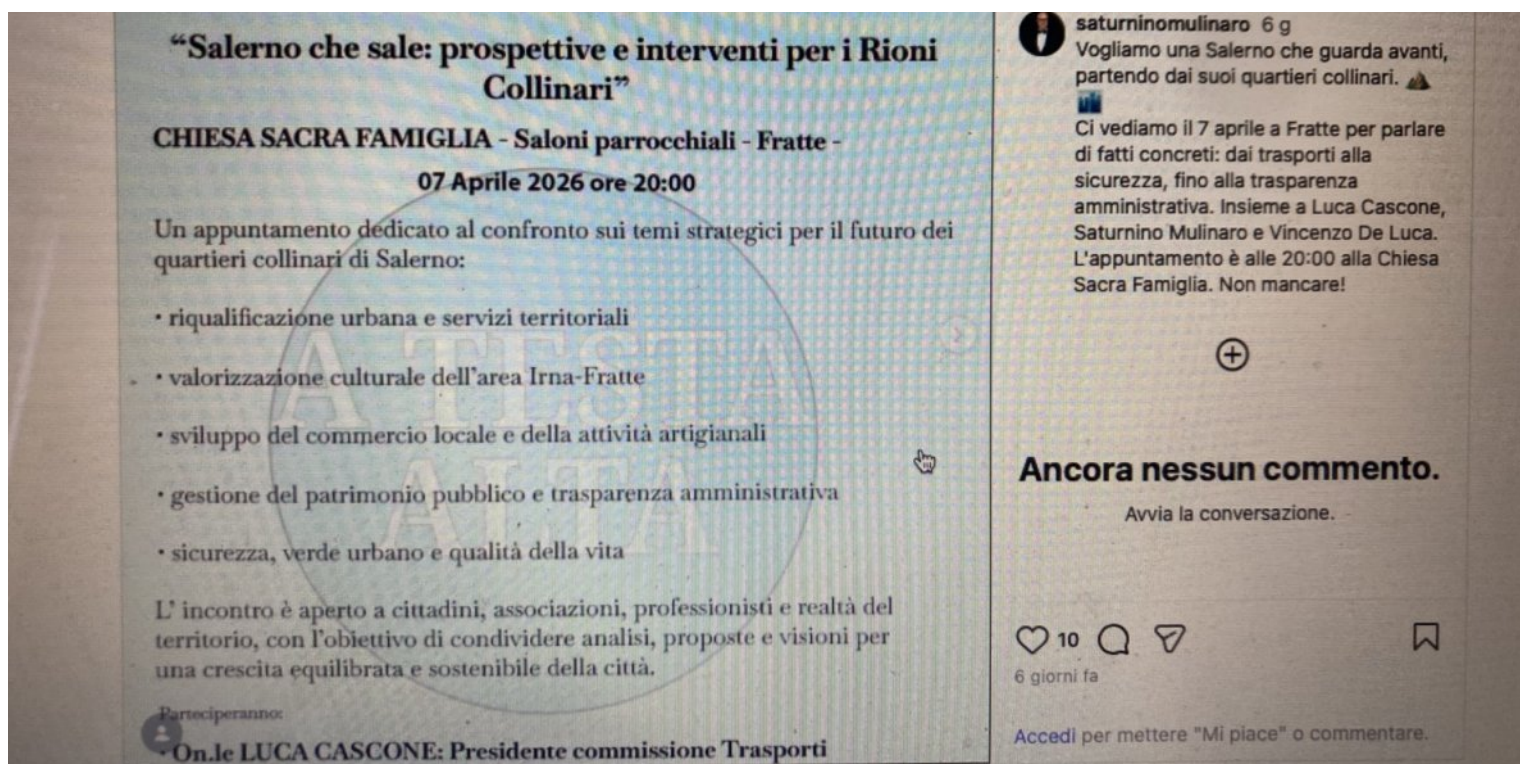 “Salerno che sale: prospettive e interventi per i Rioni
Collinari”
CHIESA SACRA FAMIGLIA - Saloni parrocchiali - Fratte -
07 Aprile 2026 ore 20:00
Un appuntamento dedicato al confronto sui temi strategici per il futuro dei
quartieri collinari di Salerno:
· riqualificazione urbana e servizi territoriali
· valorizzazione culturale dell'area Irna-Fratte
· sviluppo del commercio locale e della attività artigianali
· gestione del patrimonio pubblico e trasparenza amministrativa
· sicurezza, verde urbano e qualità della vita
L' incontro è aperto a cittadini, associazioni, professionisti e realtà del
territorio, con l'obiettivo di condividere analisi, proposte e visioni per
una crescita equilibrata e sostenibile della città.
Parteciperanno:
· On.le LUCA CASCONE: Presidente commissione Trasporti
A TESTA
ALTA
saturninomulinaro 6 g
Vogliamo una Salerno che guarda avanti,
partendo dai suoi quartieri collinari.
Ci vediamo il 7 aprile a Fratte per parlare
di fatti concreti: dai trasporti alla
sicurezza, fino alla trasparenza
amministrativa. Insieme a Luca Cascone,
Saturnino Mulinaro e Vincenzo De Luca.
L'appuntamento è alle 20:00 alla Chiesa
Sacra Famiglia. Non mancare!
Ancora nessun commento.
Avvia la conversazione.
10
6 giorni fa
Accedi per mettere "Mi piace" o commentare.